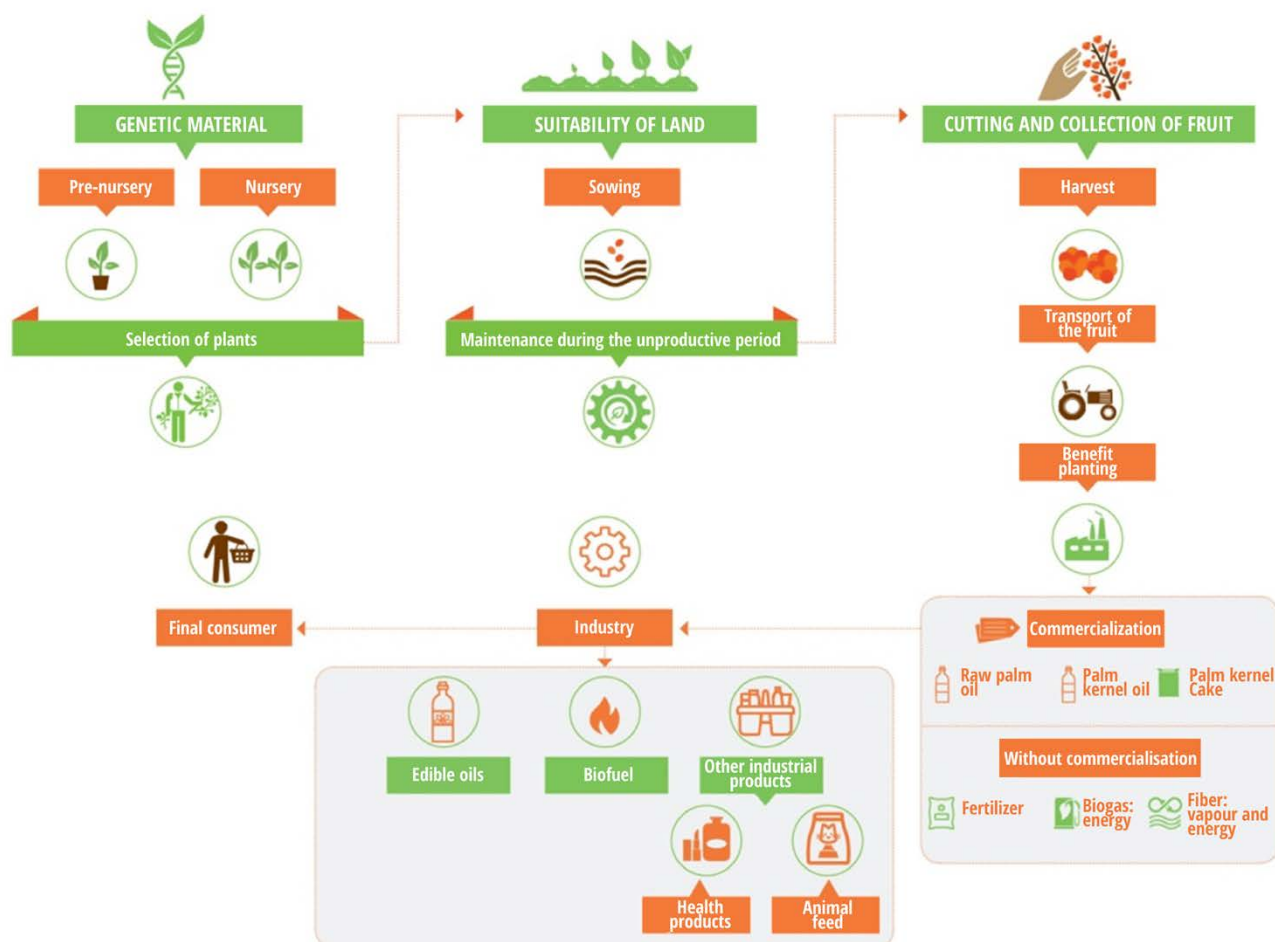 GENETIC MATERIAL
SUITABILITY OF LAND
CUTTING AND COLLECTION OF FRUIT
Pre-nursery
Nursery
Sowing
Harvest
Selection of plants
Maintenance during the unproductive period
Transport of
the fruit
Benefit
planting
Final consumer
Industry
Commercialization
Raw palm
oil
Palm
kernel oil
Palm kernel
Cake
Without commercialisation
Fertilizer
Biogas:
energy
Fiber:
vapour and
energy
Edible oils
Biofuel
Other industrial
products
Health
products
Animal
feed